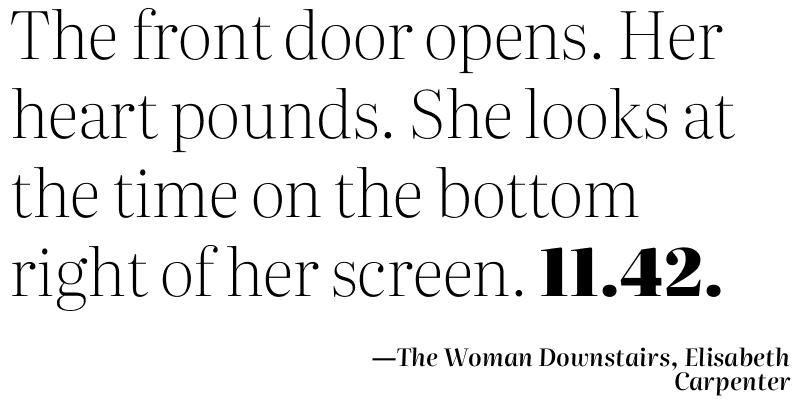 The front door opens. Her
heart pounds. She looks at
the time on the bottom
right of her screen. 11.42.
—The Woman Downstairs, Elisabeth
Carpenter